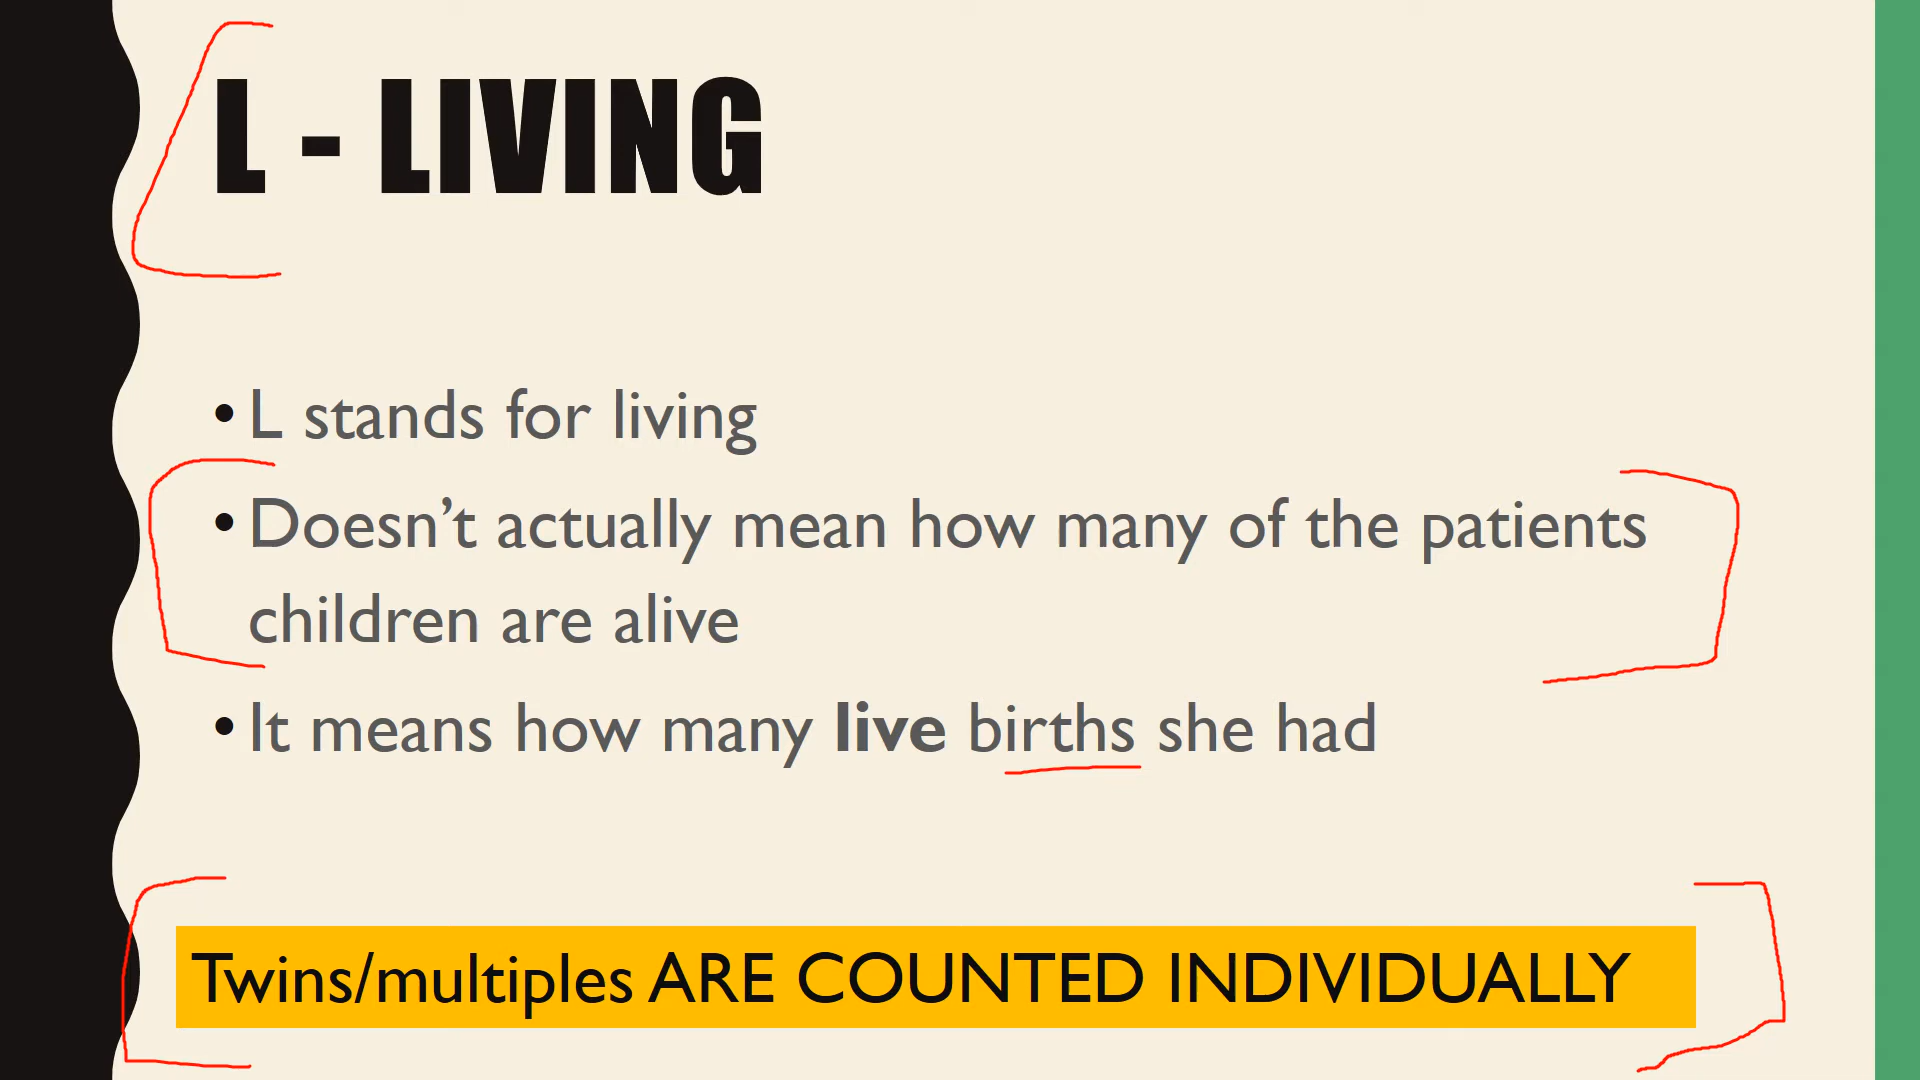 L - LIVING
• L stands for living
• Doesn’t actually mean how many of the patients
children are alive
• It means how many live births she had
Twins/multiples ARE COUNTED INDIVIDUALLY